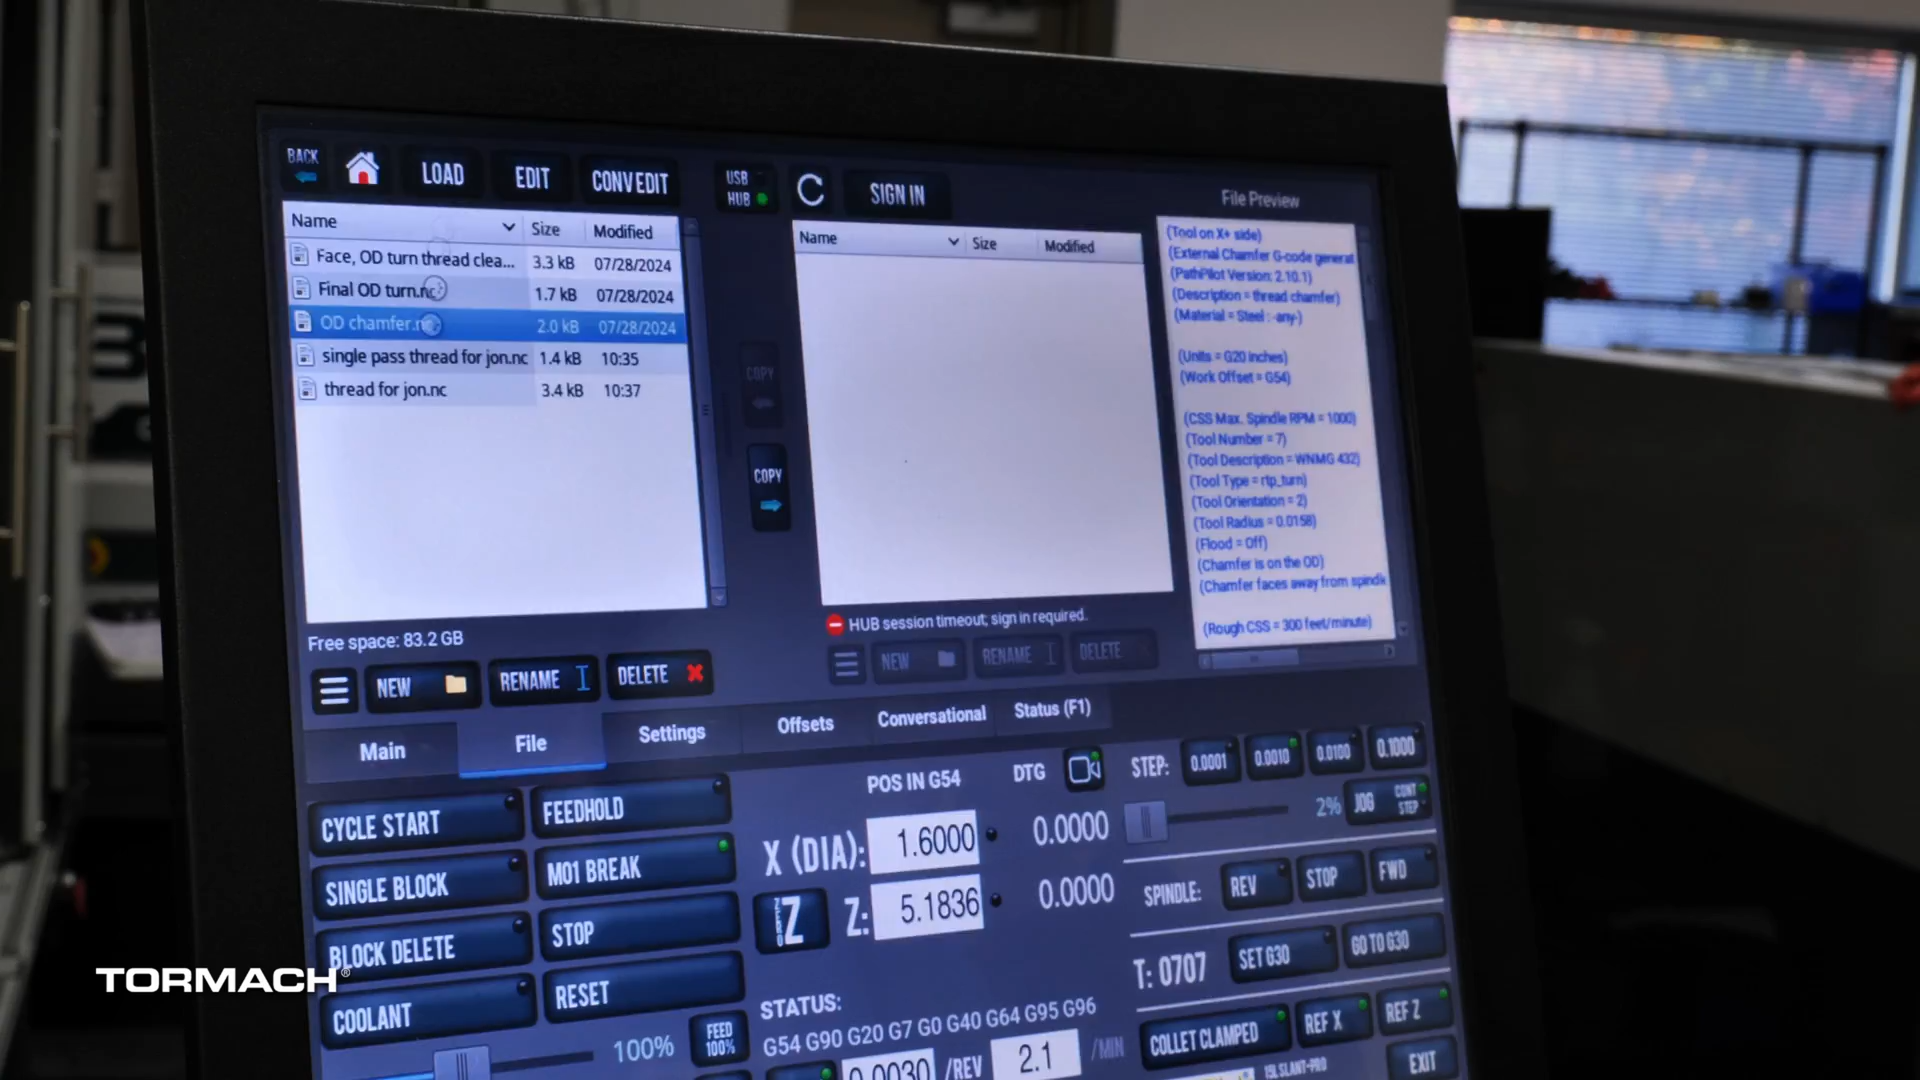 BACK
LOAD
EDIT
CONV EDIT
USB
HUB
SIGN IN
File Preview
Name Size Modified
Face, OD turn thread clea... 3.3 kB 07/28/2024
Final OD turn.nc 1.7 kB 07/28/2024
OD chamfer.nc 2.0 kB 07/28/2024
single pass thread for jon.nc 1.4 kB 10:35
thread for jon.nc 3.4 kB 10:37
COPY
COPY
Name Size Modified
(Tool on X+ side)
(External Chamfer G-code generat
(PathPilot Version: 2.10.1)
(Description = thread chamfer)
(Material = Steel : -any-)
(Units = G20 inches)
(Work Offset = G54)
(CSS Max. Spindle RPM = 1000)
(Tool Number = 7)
(Tool Description = WNMG 432)
(Tool Type = rtp_turn)
(Tool Orientation = 2)
(Tool Radius = 0.0158)
(Flood = Off)
(Chamfer is on the OD)
(Chamfer faces away from spindle
(Rough CSS = 300 feet/minute)
Free space: 83.2 GB
HUB session timeout; sign in required.
NEW
RENAME
DELETE
NEW
RENAME
DELETE
Main
File
Settings
Offsets
Conversational
Status (F1)
CYCLE START
FEEDHOLD
SINGLE BLOCK
M01 BREAK
BLOCK DELETE
STOP
COOLANT
RESET
100%
FEED
100%
POS IN G54
DTG
X (DIA): 1.6000 0.0000
ZERO
Z
Z: 5.1836 0.0000
STATUS:
G54 G90 G20 G7 G0 G40 G64 G95 G96
0.0030 /REV 2.1 /MIN
STEP: 0.0001 0.0010 0.0100 0.1000
2%
JOG
CONT
STEP
SPINDLE: REV STOP FWD
T: 0707
SET G30
GO TO G30
COLLET CLAMPED
REF X
REF Z
15L SLANT-PRO
EXIT
TORMACH®